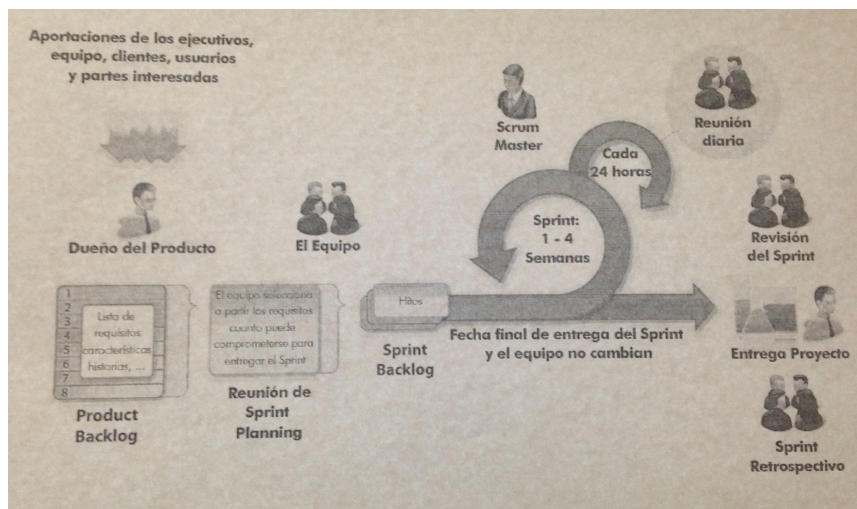 Aportaciones de los ejecutivos,
equipo, clientes, usuarios
y partes interesadas
Dueño del Producto
El Equipo
Scrum
Master
Cada
24 horas
Reunión
diaria
Sprint:
1 - 4
Semanas
Revisión
del Sprint
1
2
3
4
5
6
7
8
Lista de
requisitos
características
historias, ...
Product
Backlog
El equipo selecciona
a partir los requisitos
cuanto puede
comprometerse para
entregar el Sprint
Reunión de
Sprint
Planning
Hitos
Sprint
Backlog
Fecha final de entrega del Sprint
y el equipo no cambian
Entrega Proyecto
Sprint
Retrospectivo